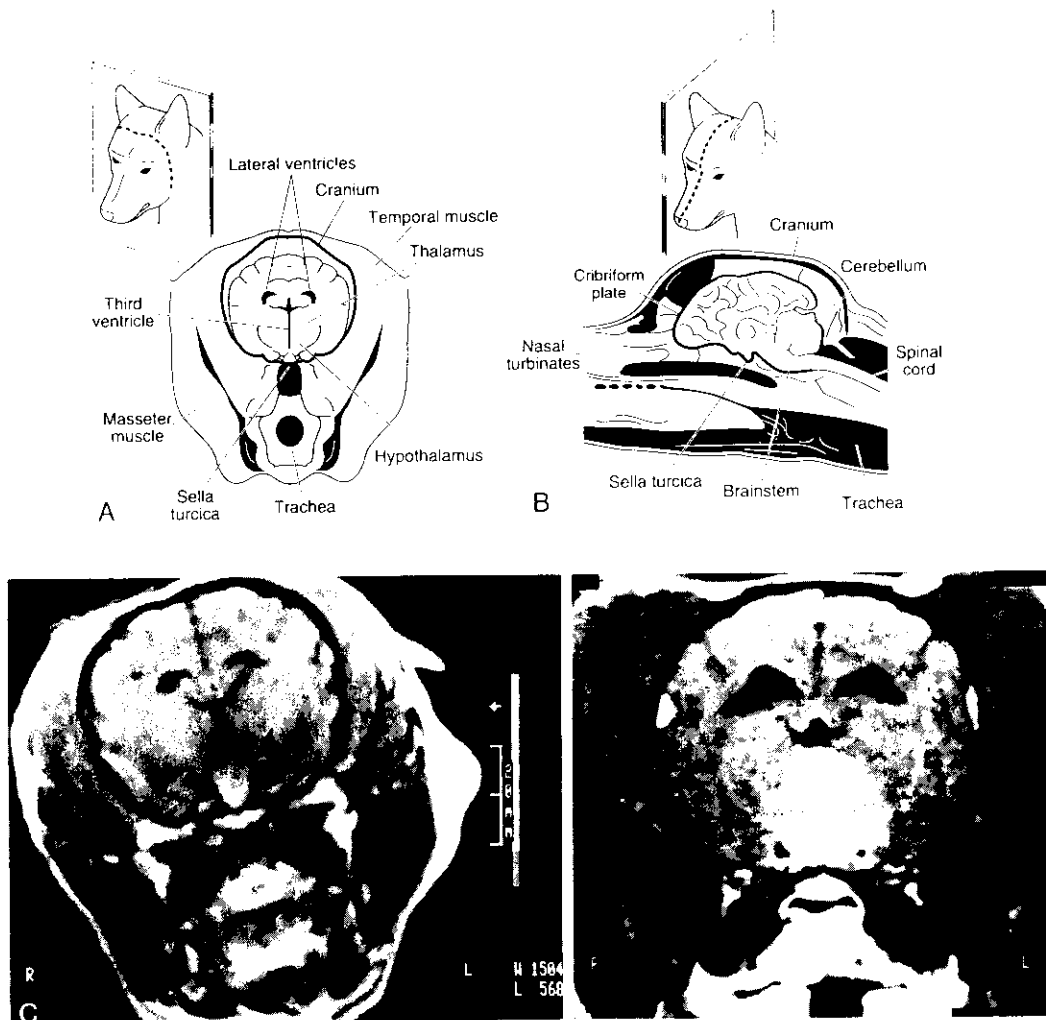 Lateral ventricles
Cranium
Temporal muscle
Thalamus
Third
ventricle
Masseter
muscle
Hypothalamus
Sella
turcica
Trachea
A
Cranium
Cribriform
plate
Cerebellum
Nasal
turbinates
Spinal
cord
Sella turcica
Brainstem
Trachea
B
R
L
W 1504
L 568
C
L